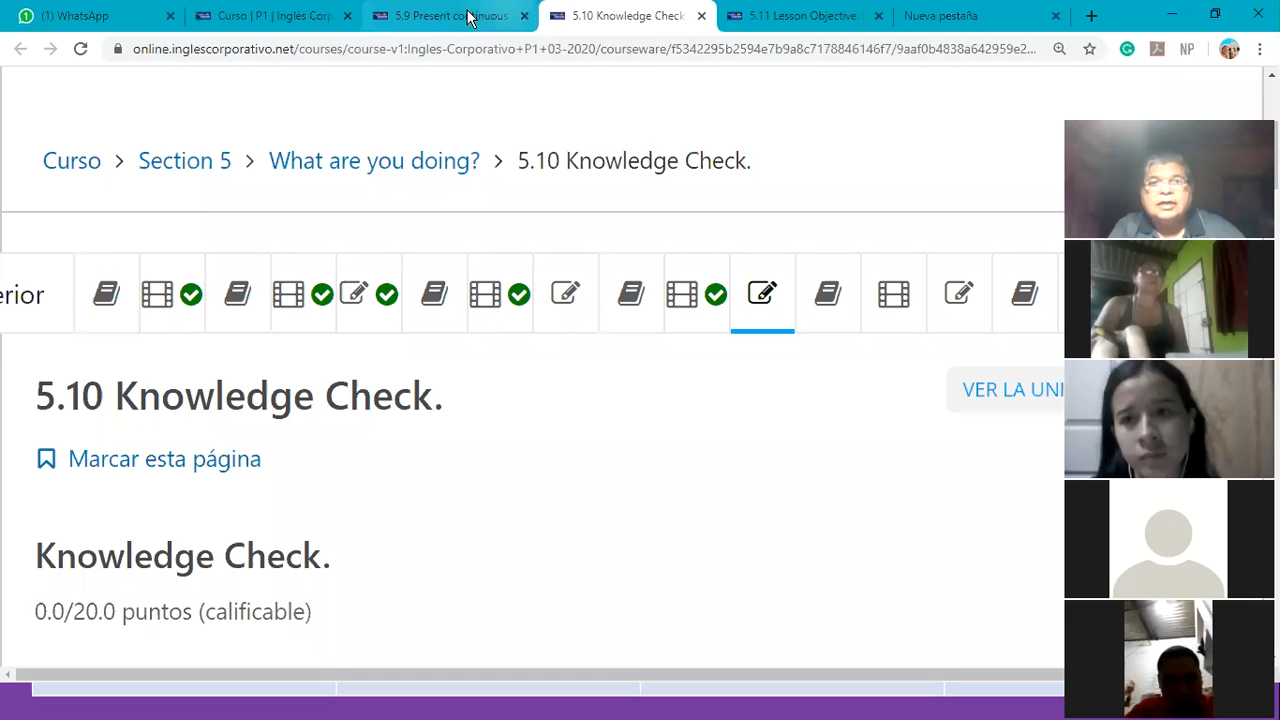 (1) WhatsApp
Curso | P1 | Inglés Corp
5.9 Present continuous
5.10 Knowledge Check.
5.11 Lesson Objective.
Nueva pestaña
online.inglescorporativo.net/courses/course-v1:Ingles-Corporativo+P1+03-2020/courseware/f5342295b2594e7b9a8c7178846146f7/9aaf0b4838a642959e2...
NP
Curso > Section 5 > What are you doing? > 5.10 Knowledge Check.
erior
5.10 Knowledge Check.
VER LA UNI
Marcar esta página
Knowledge Check.
0.0/20.0 puntos (calificable)